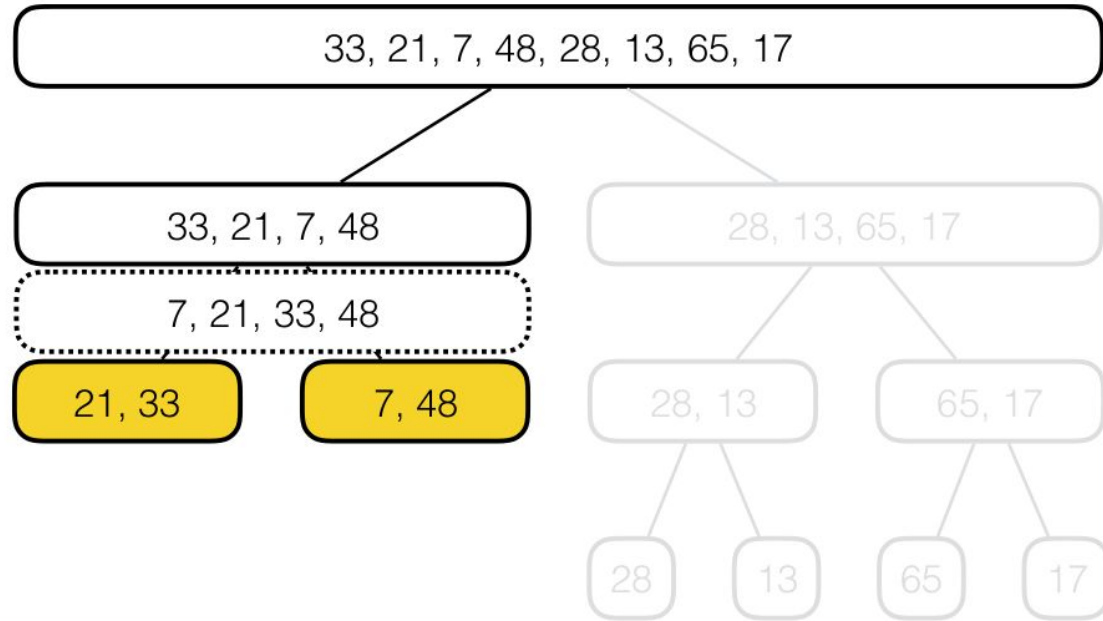 33, 21, 7, 48, 28, 13, 65, 17
33, 21, 7, 48
28, 13, 65, 17
7, 21, 33, 48
21, 33
7, 48
28, 13
65, 17
28
13
65
17